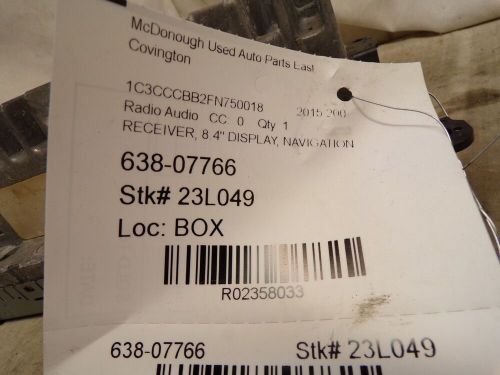 McDonough Used Auto Parts East
Covington
1C3CCCBB2FN750018 2015 200
Radio Audio CC 0 Qty 1
RECEIVER, 8.4" DISPLAY, NAVIGATION
638-07766
Stk# 23L049
Loc: BOX
R02358033
638-07766 Stk# 23L049